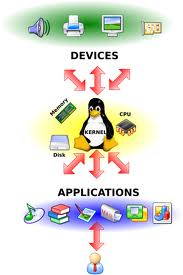 DEVICES
Memory
CPU
KERNEL
Disk
APPLICATIONS